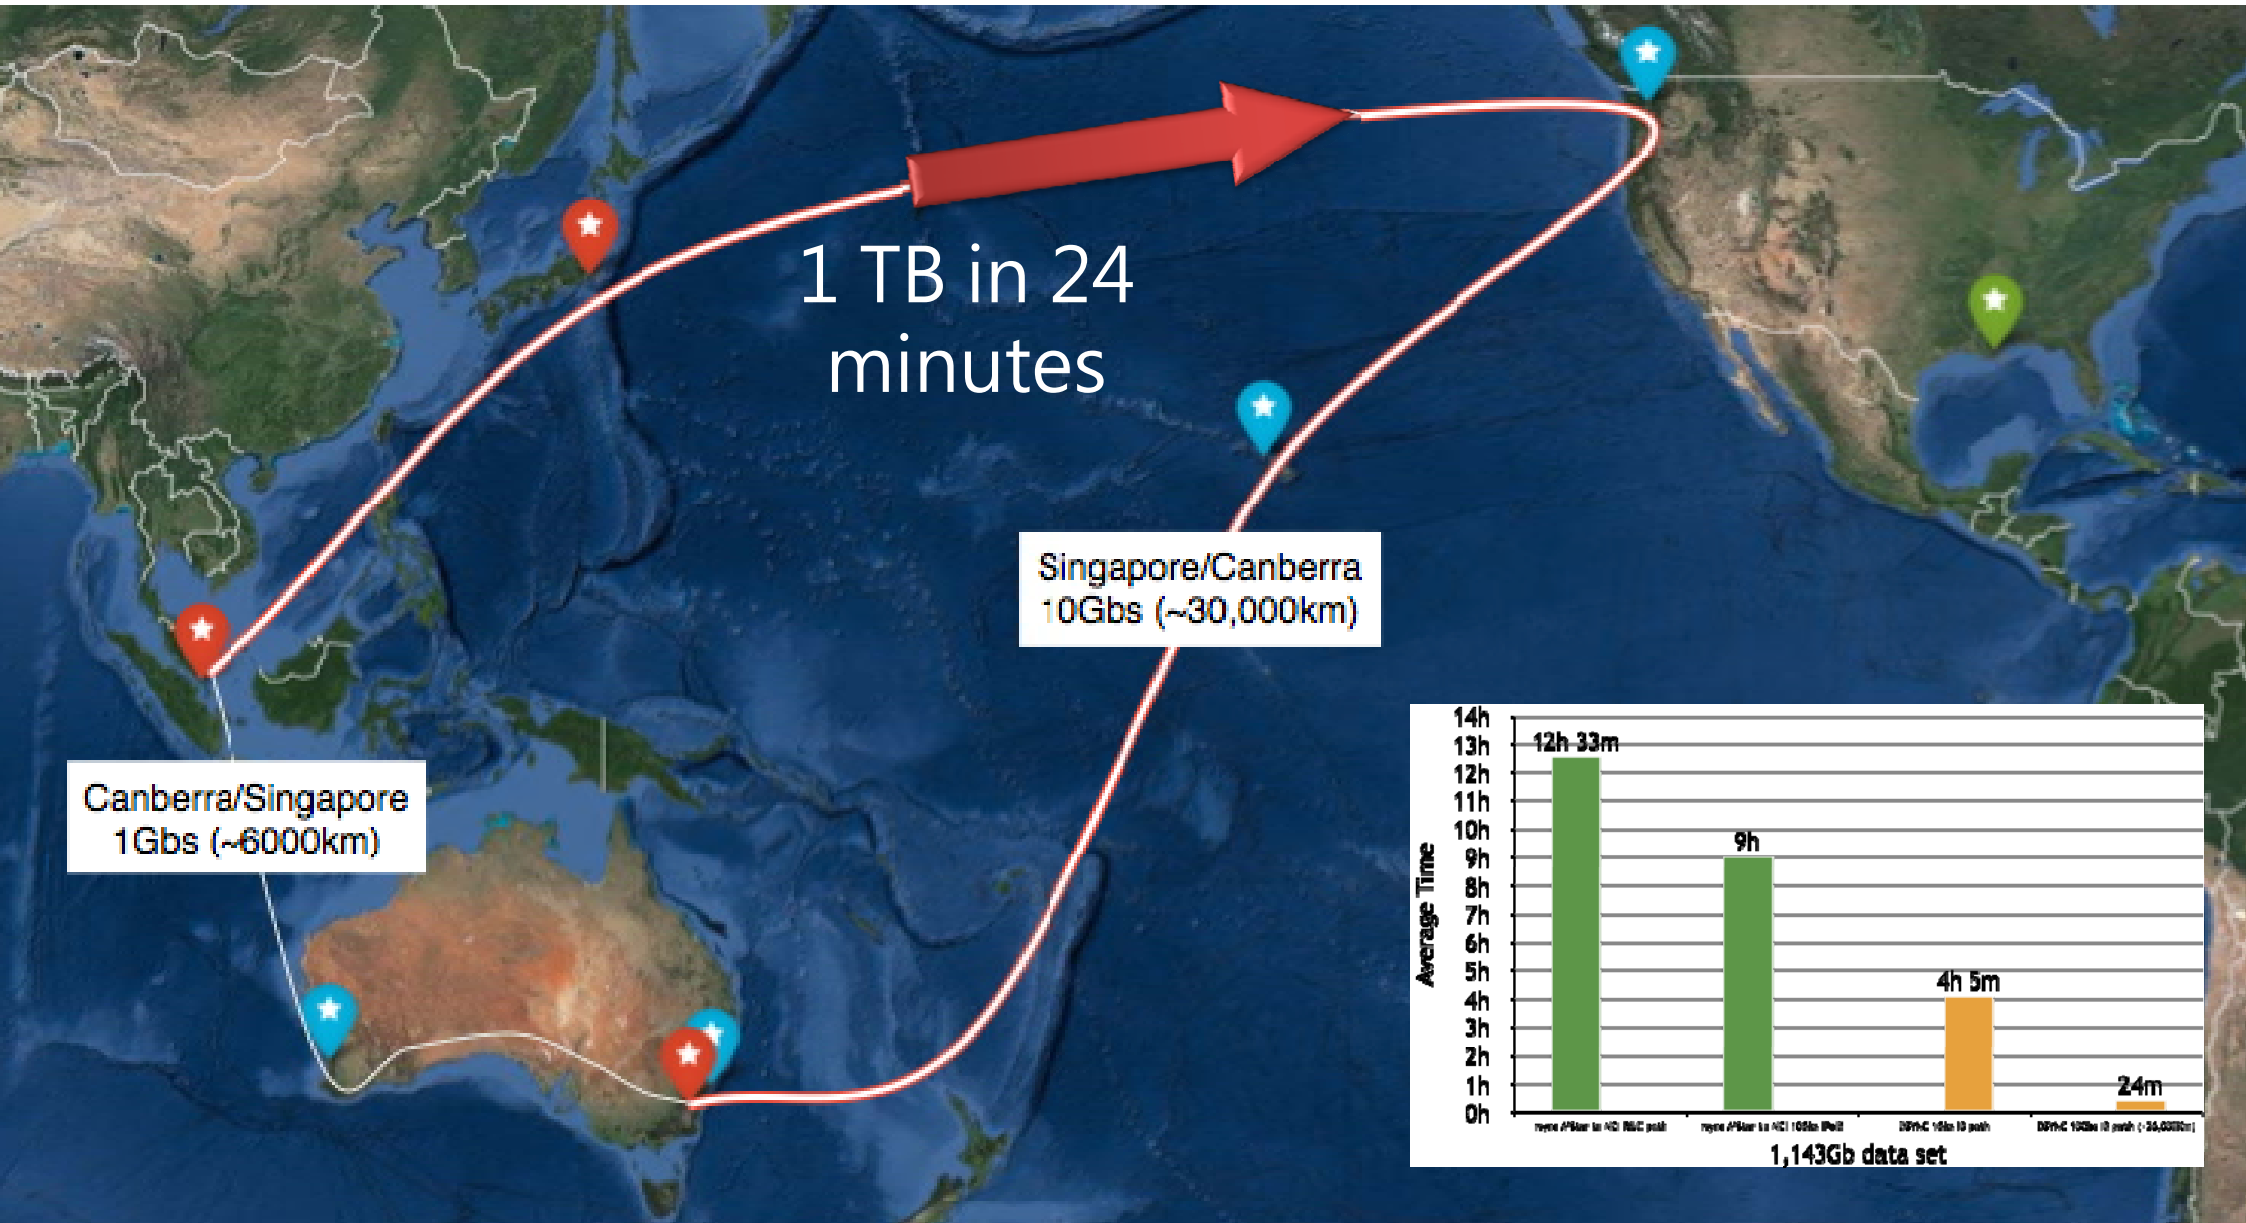 1 TB in 24
minutes
Singapore/Canberra
10Gbs (~30,000km)
Canberra/Singapore
1Gbs (~6000km)
14h
13h
12h
11h
10h
9h
8h
7h
6h
5h
4h
3h
2h
1h
0h
Average Time
12h 33m
9h
4h 5m
24m
1,143Gb data set